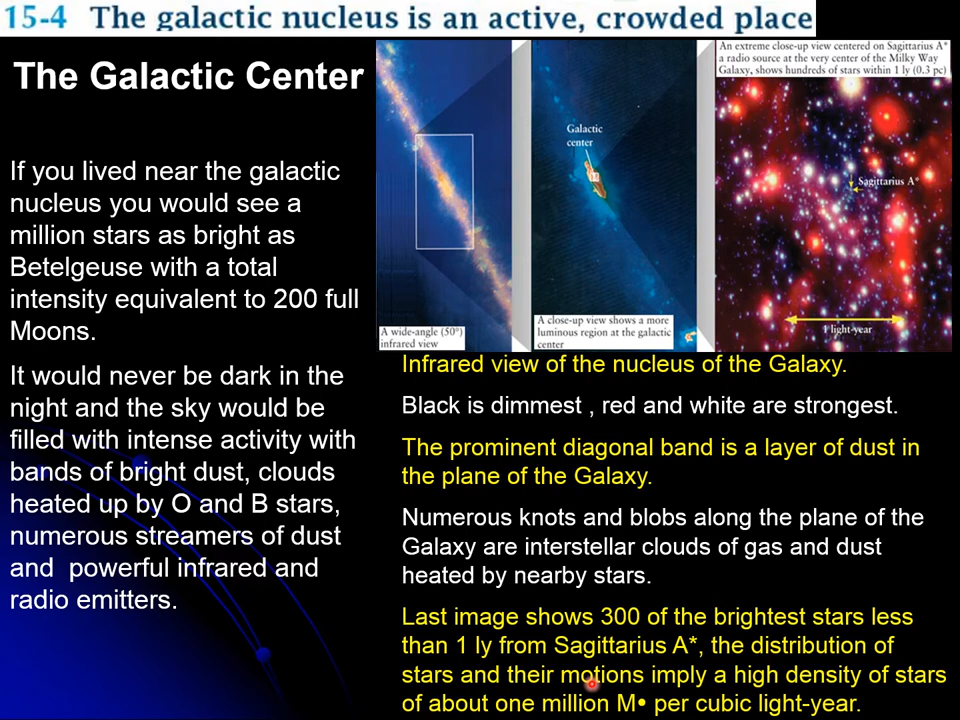 15-4 The galactic nucleus is an active, crowded place
The Galactic Center
If you lived near the galactic
nucleus you would see a
million stars as bright as
Betelgeuse with a total
intensity equivalent to 200 full
Moons.
It would never be dark in the
night and the sky would be
filled with intense activity with
bands of bright dust, clouds
heated up by O and B stars,
numerous streamers of dust
and powerful infrared and
radio emitters.
A wide-angle (50°)
infrared view
Galactic
center
A close-up view shows a more
luminous region at the galactic
center
An extreme close-up view centered on Sagittarius A*
a radio source at the very center of the Milky Way
Galaxy, shows hundreds of stars within 1 ly (0.3 pc)
Sagittarius A*
1 light-year
Infrared view of the nucleus of the Galaxy.
Black is dimmest , red and white are strongest.
The prominent diagonal band is a layer of dust in
the plane of the Galaxy.
Numerous knots and blobs along the plane of the
Galaxy are interstellar clouds of gas and dust
heated by nearby stars.
Last image shows 300 of the brightest stars less
than 1 ly from Sagittarius A*, the distribution of
stars and their motions imply a high density of stars
of about one million M• per cubic light-year.